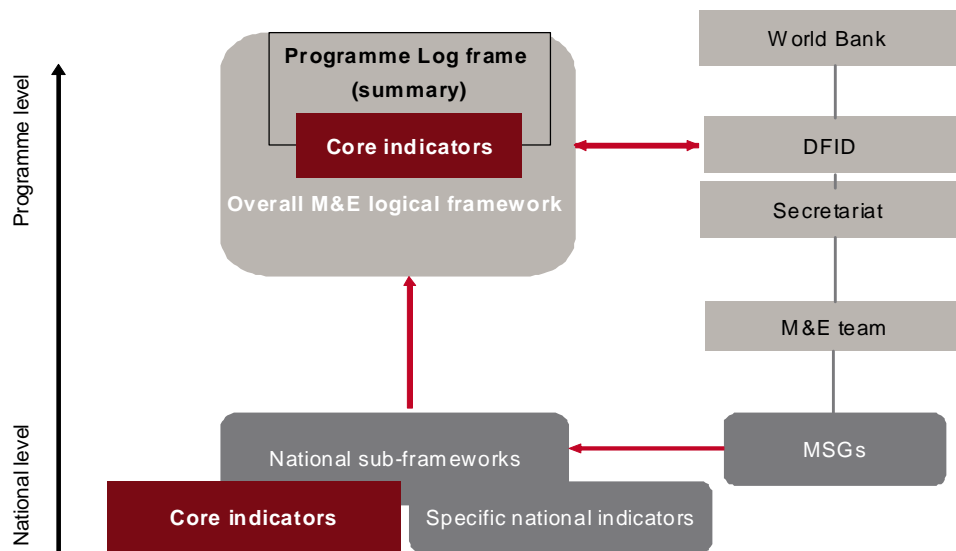 Programme level
National level
Programme Log frame
(summary)
Core indicators
Overall M&E logical framework
National sub-frameworks
Core indicators
Specific national indicators
World Bank
DFID
Secretariat
M&E team
MSGs